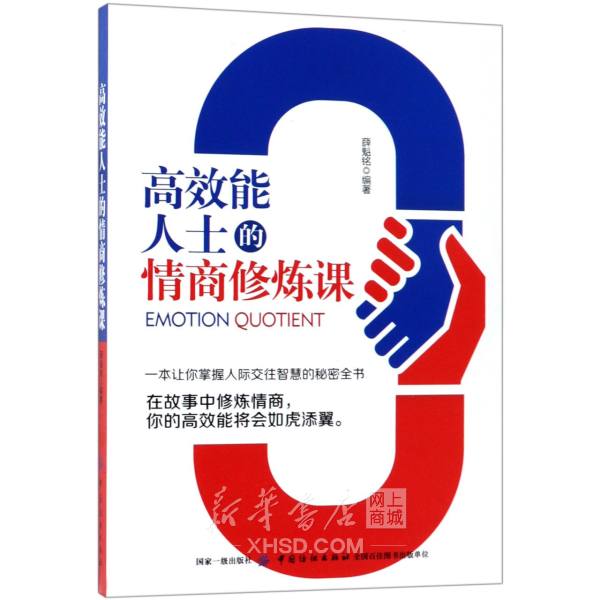 高效能人士的情商修炼课
薛魁铭 编著
高效能
人士的
情商修炼课
EMOTION QUOTIENT
一本让你掌握人际交往智慧的秘密全书
在故事中修炼情商，
你的高效能将会如虎添翼。
新华书店 网上商城
XHSD.COM
国家一级出版社 中国纺织出版社 全国百佳图书出版单位